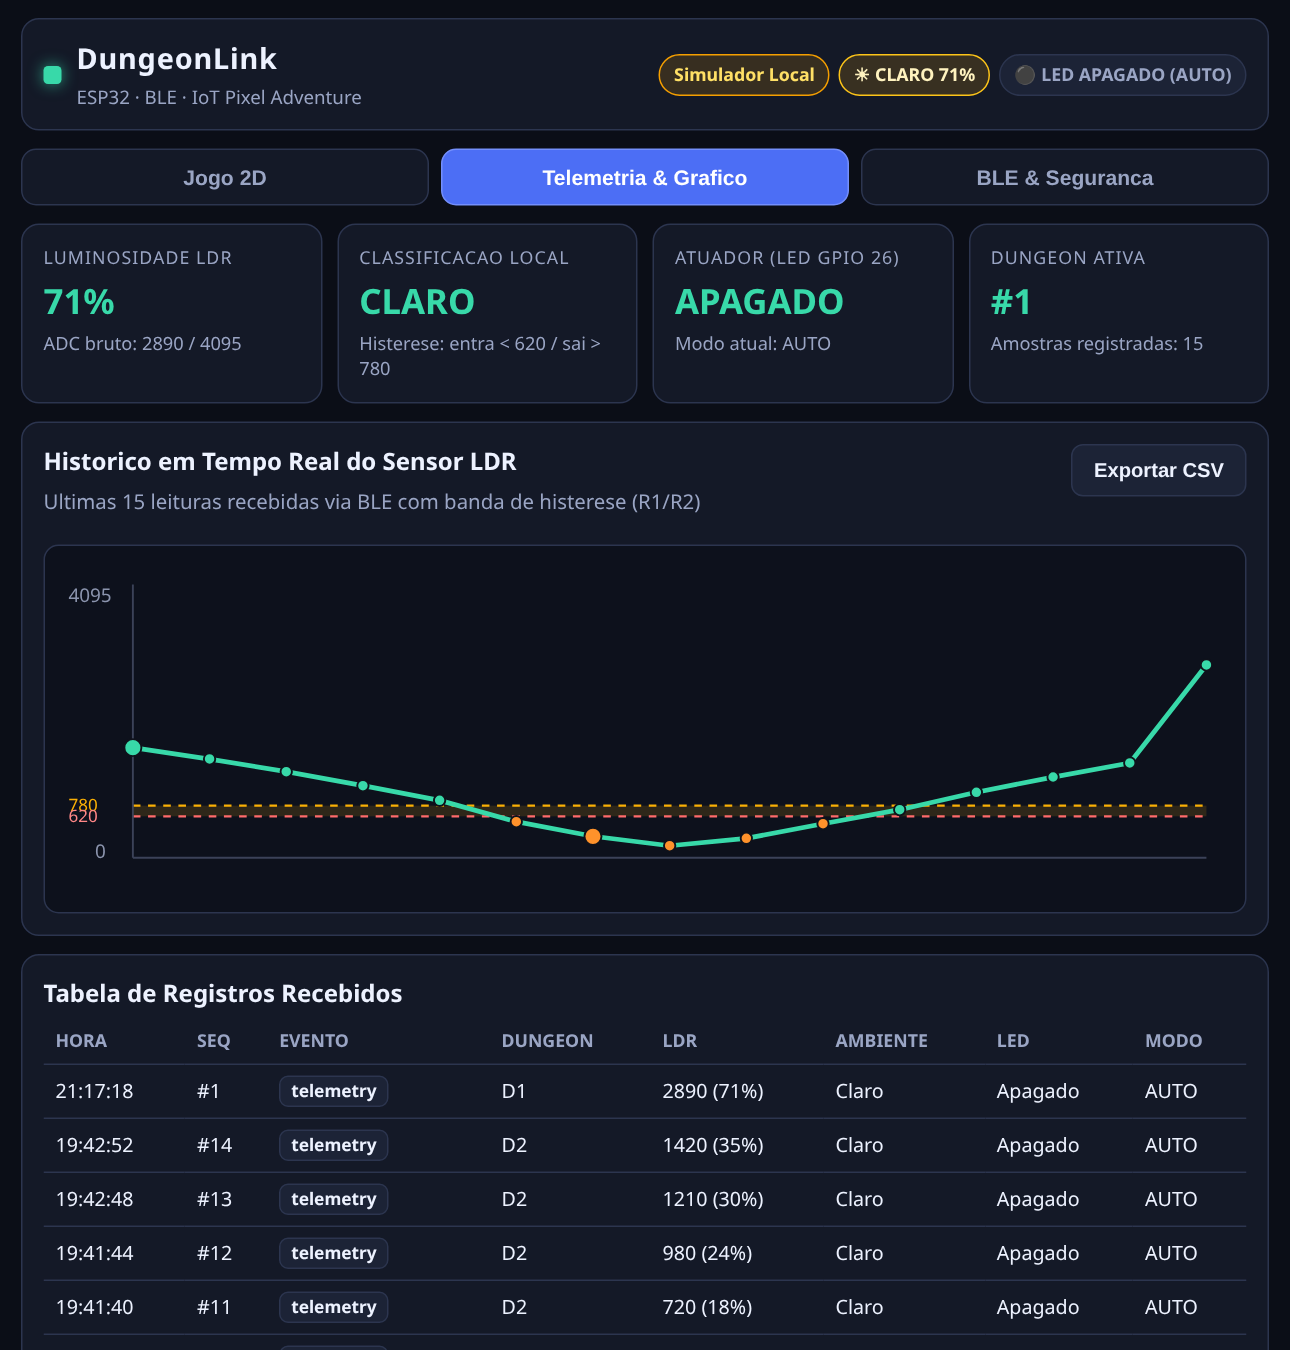 DungeonLink
ESP32 · BLE · IoT Pixel Adventure
Simulador Local
☀ CLARO 71%
LED APAGADO (AUTO)
Jogo 2D
Telemetria & Grafico
BLE & Seguranca
LUMINOSIDADE LDR
71%
ADC bruto: 2890 / 4095
CLASSIFICACAO LOCAL
CLARO
Histerese: entra < 620 / sai >
780
ATUADOR (LED GPIO 26)
APAGADO
Modo atual: AUTO
DUNGEON ATIVA
#1
Amostras registradas: 15
Historico em Tempo Real do Sensor LDR
Ultimas 15 leituras recebidas via BLE com banda de histerese (R1/R2)
Exportar CSV
4095
780
620
0
Tabela de Registros Recebidos
HORA SEQ EVENTO DUNGEON LDR AMBIENTE LED MODO
21:17:18 #1 telemetry D1 2890 (71%) Claro Apagado AUTO
19:42:52 #14 telemetry D2 1420 (35%) Claro Apagado AUTO
19:42:48 #13 telemetry D2 1210 (30%) Claro Apagado AUTO
19:41:44 #12 telemetry D2 980 (24%) Claro Apagado AUTO
19:41:40 #11 telemetry D2 720 (18%) Claro Apagado AUTO